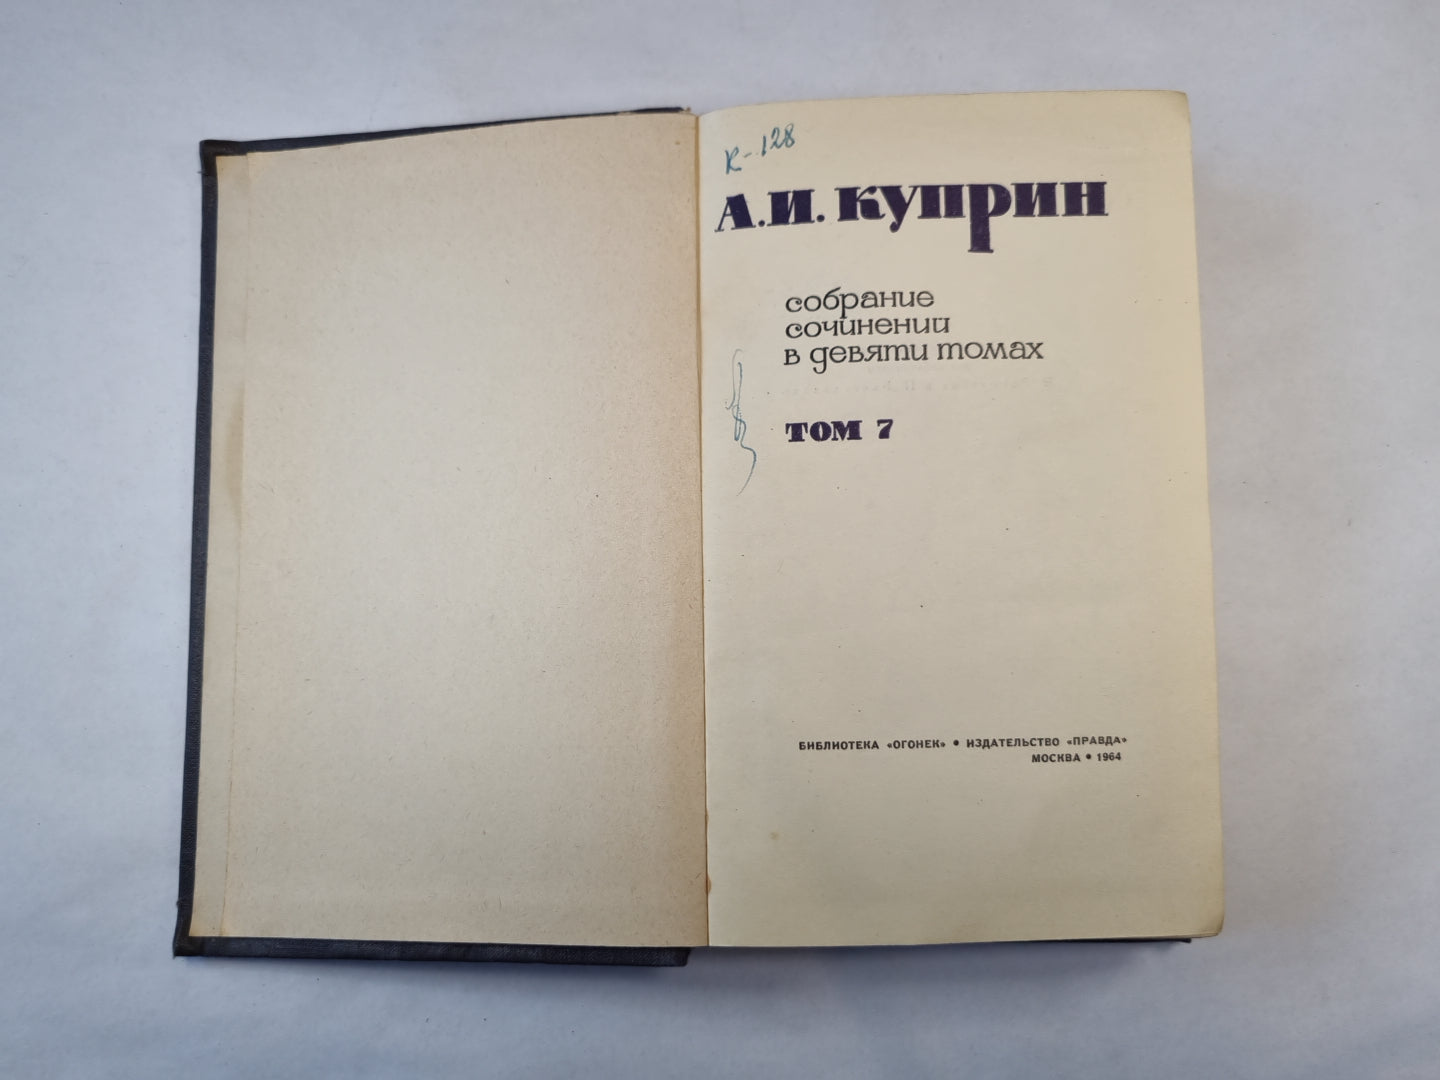 К-128
А.И. Куприн
собрание
сочинений
в девяти томах
том 7
БИБЛИОТЕКА «ОГОНЕК» • ИЗДАТЕЛЬСТВО «ПРАВДА»
МОСКВА • 1964